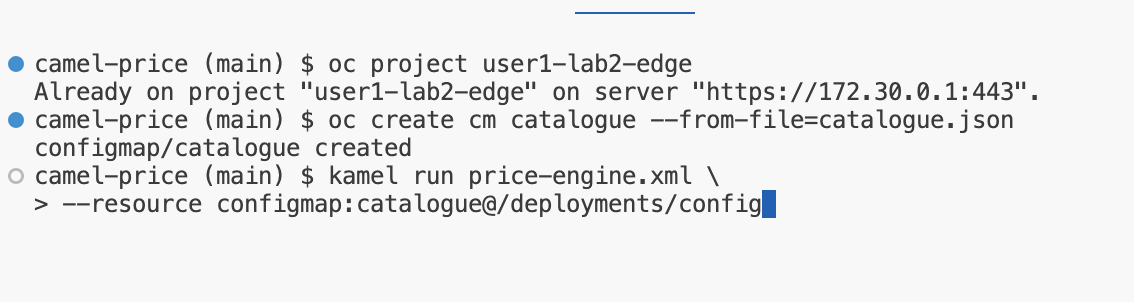 camel-price (main) $ oc project user1-lab2-edge
Already on project "user1-lab2-edge" on server "https://172.30.0.1:443".
camel-price (main) $ oc create cm catalogue --from-file=catalogue.json
configmap/catalogue created
camel-price (main) $ kamel run price-engine.xml \
> --resource configmap:catalogue@/deployments/config